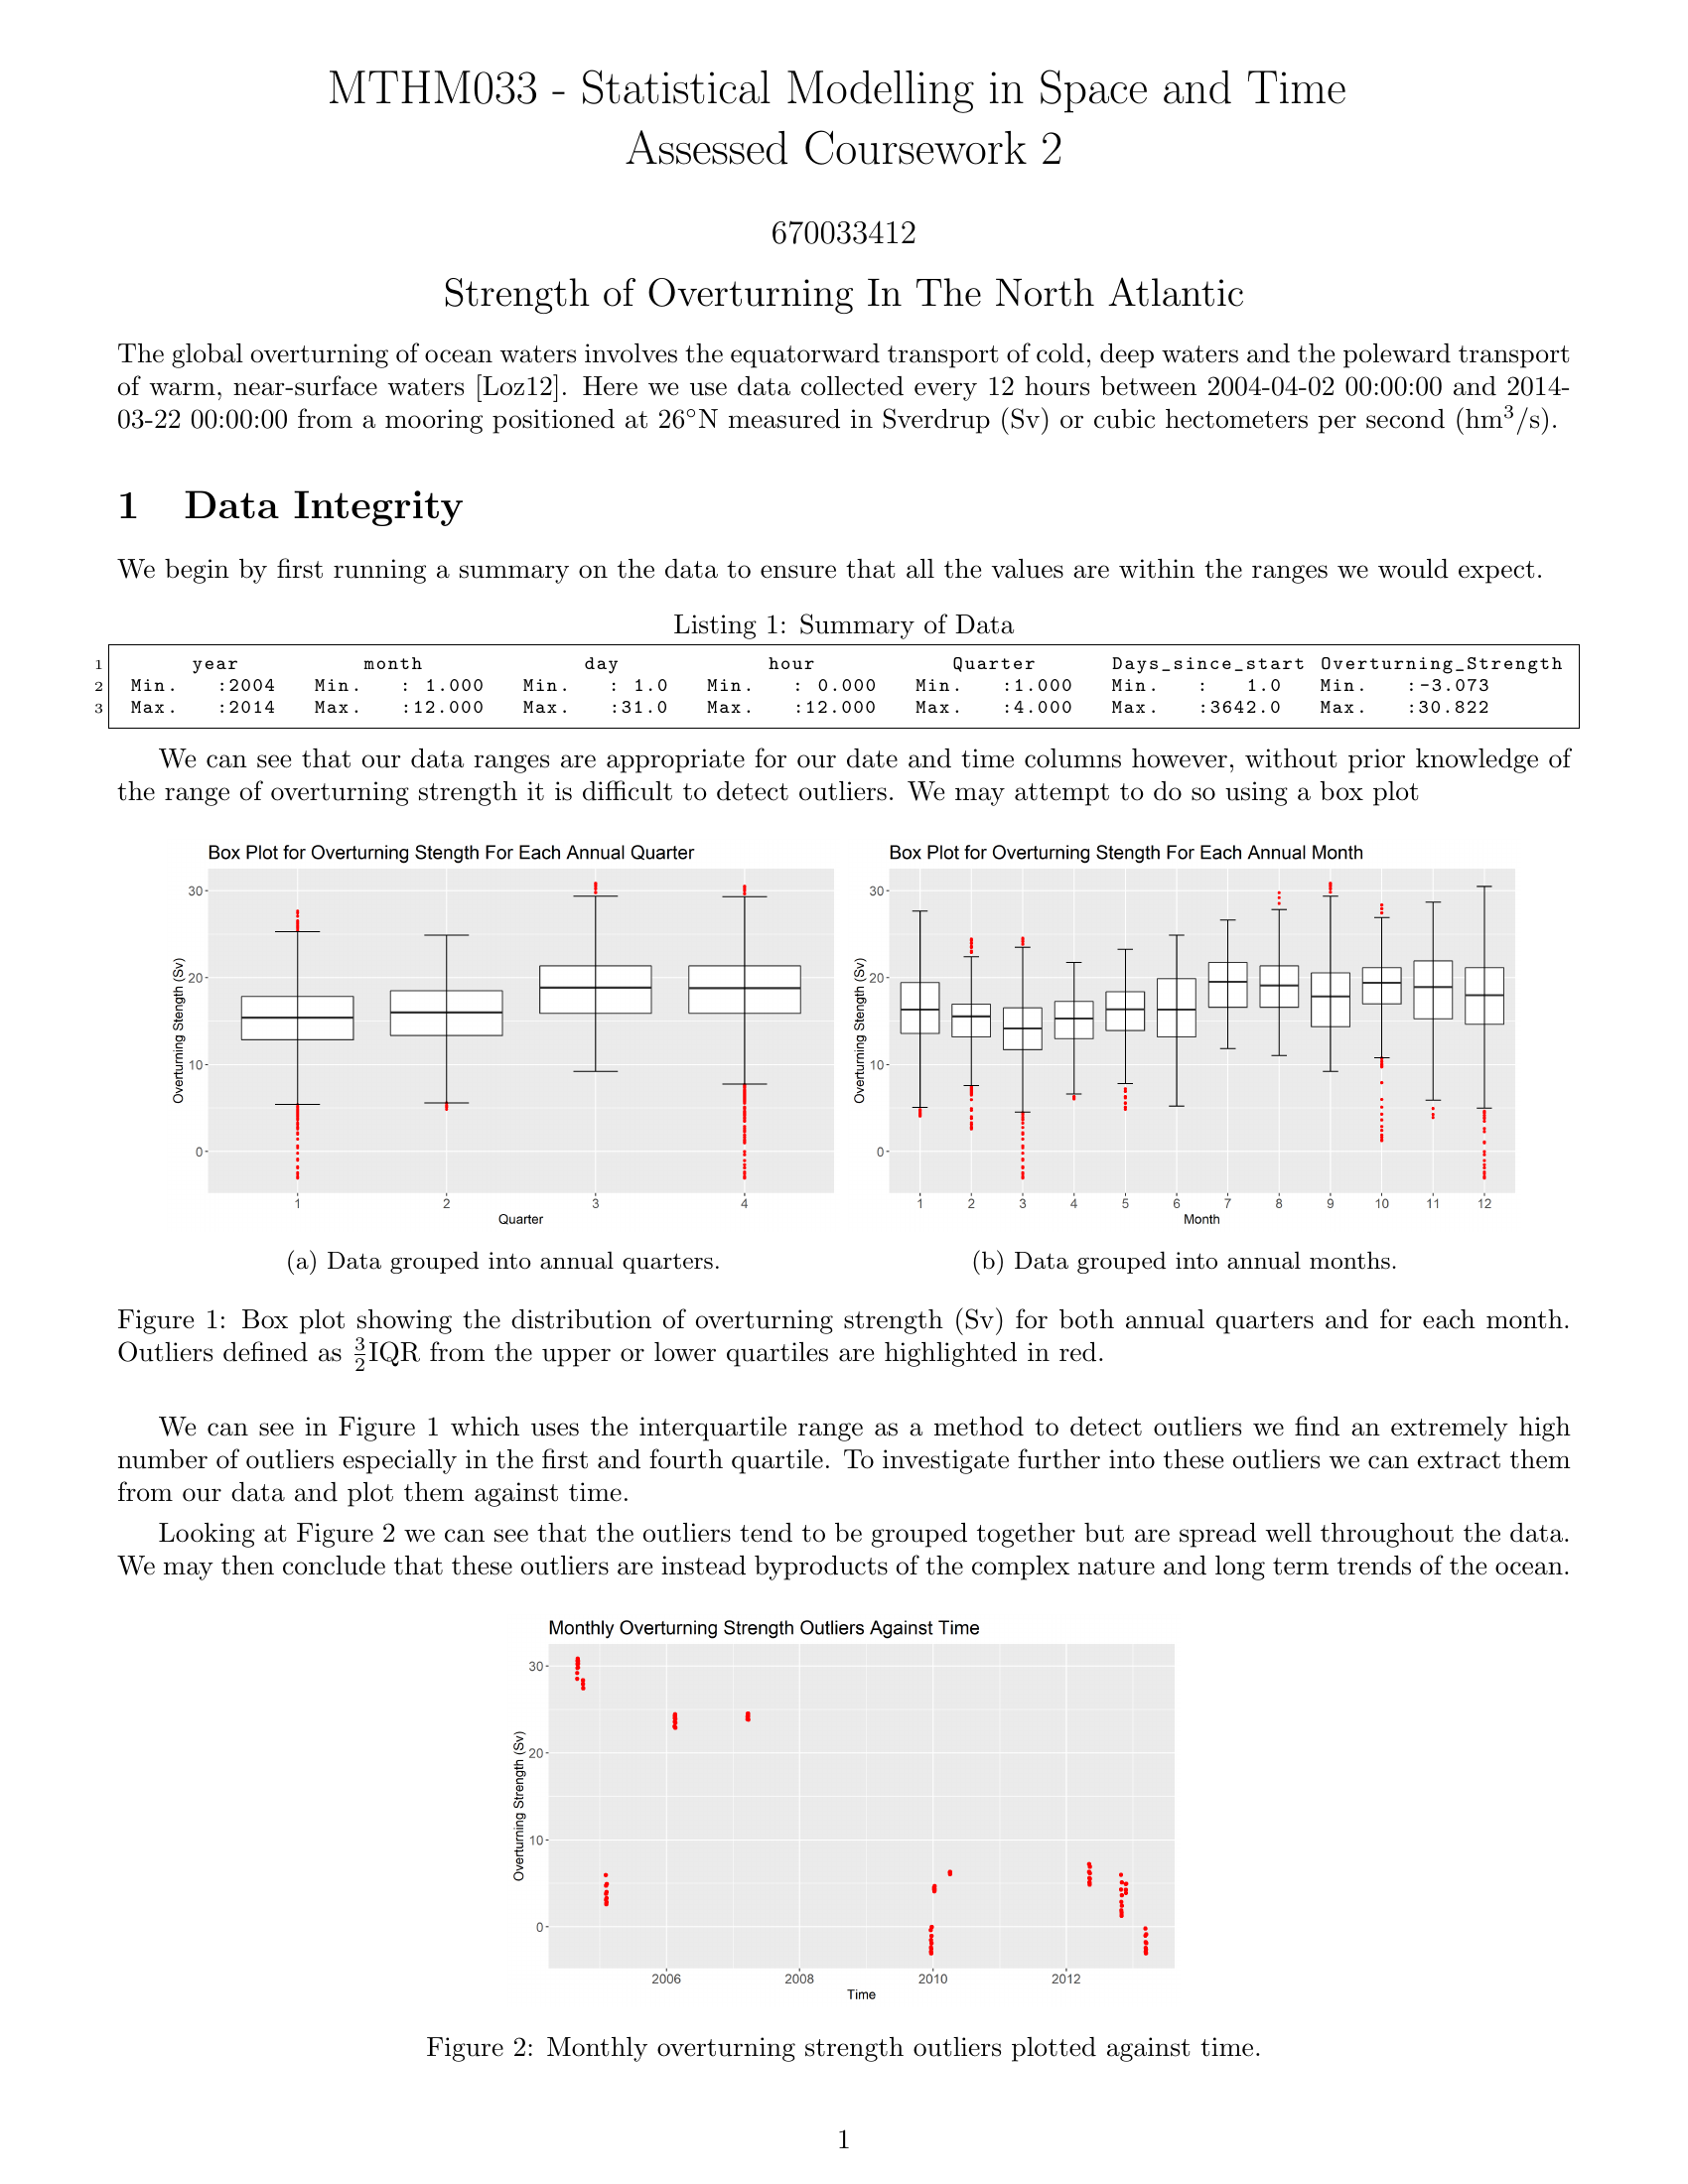 MTHM033 - Statistical Modelling in Space and Time
Assessed Coursework 2
670033412
Strength of Overturning In The North Atlantic
The global overturning of ocean waters involves the equatorward transport of cold, deep waters and the poleward transport
of warm, near-surface waters [Loz12]. Here we use data collected every 12 hours between 2004-04-02 00:00:00 and 2014-
03-22 00:00:00 from a mooring positioned at 26°N measured in Sverdrup (Sv) or cubic hectometers per second (hm³/s).
1 Data Integrity
We begin by first running a summary on the data to ensure that all the values are within the ranges we would expect.
Listing 1: Summary of Data
1 year month day hour Quarter Days_since_start Overturning_Strength
2 Min. :2004 Min. : 1.000 Min. : 1.0 Min. : 0.000 Min. :1.000 Min. : 1.0 Min. :-3.073
3 Max. :2014 Max. :12.000 Max. :31.0 Max. :12.000 Max. :4.000 Max. :3642.0 Max. :30.822
We can see that our data ranges are appropriate for our date and time columns however, without prior knowledge of
the range of overturning strength it is difficult to detect outliers. We may attempt to do so using a box plot
Box Plot for Overturning Stength For Each Annual Quarter
Overturning Stength (Sv)
30
20
10
0
1 2 3 4
Quarter
(a) Data grouped into annual quarters.
Box Plot for Overturning Stength For Each Annual Month
Overturning Stength (Sv)
30
20
10
0
1 2 3 4 5 6 7 8 9 10 11 12
Month
(b) Data grouped into annual months.
Figure 1: Box plot showing the distribution of overturning strength (Sv) for both annual quarters and for each month.
Outliers defined as 3/2IQR from the upper or lower quartiles are highlighted in red.
We can see in Figure 1 which uses the interquartile range as a method to detect outliers we find an extremely high
number of outliers especially in the first and fourth quartile. To investigate further into these outliers we can extract them
from our data and plot them against time.
Looking at Figure 2 we can see that the outliers tend to be grouped together but are spread well throughout the data.
We may then conclude that these outliers are instead byproducts of the complex nature and long term trends of the ocean.
Monthly Overturning Strength Outliers Against Time
Overturning Strength (Sv)
30
20
10
0
2006 2008 2010 2012
Time
Figure 2: Monthly overturning strength outliers plotted against time.
1